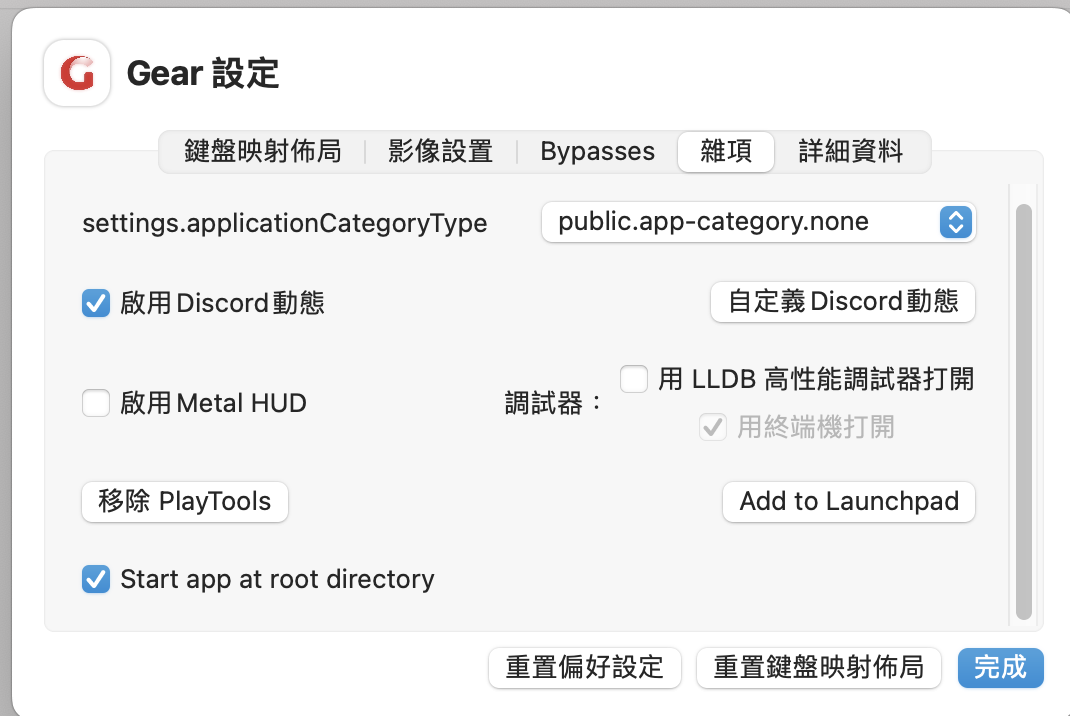 Gear 設定
鍵盤映射佈局 影像設置 Bypasses 雜項 詳細資料
settings.applicationCategoryType public.app-category.none
啟用Discord動態 自定義Discord動態
用 LLDB 高性能調試器打開
啟用Metal HUD 調試器：
用終端機打開
移除 PlayTools Add to Launchpad
Start app at root directory
重置偏好設定 重置鍵盤映射佈局 完成